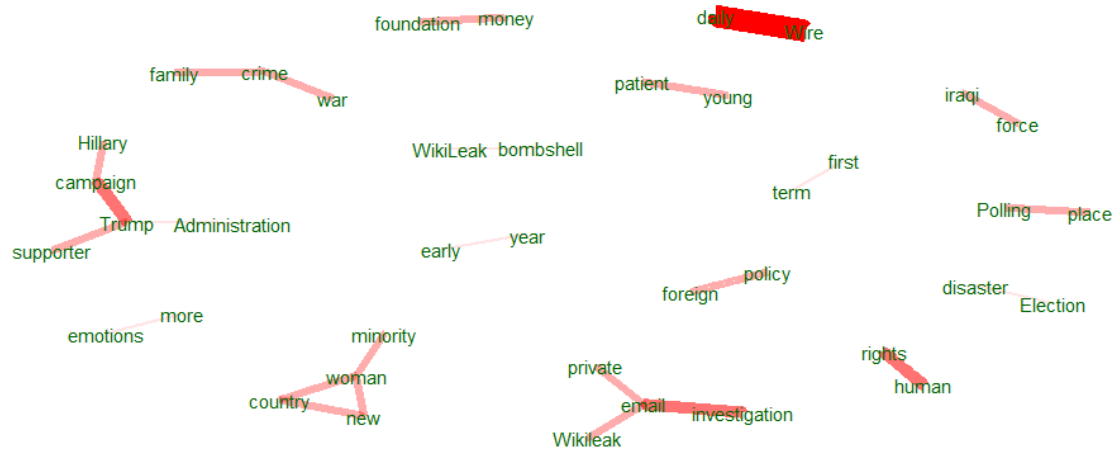 foundation money
daily Wire
family crime war
patient young
iraqi force
Hillary campaign Trump Administration supporter
WikiLeak bombshell
first term
Polling place
early year
foreign policy
disaster Election
emotions more
minority woman country new
private email investigation Wikileak
rights human